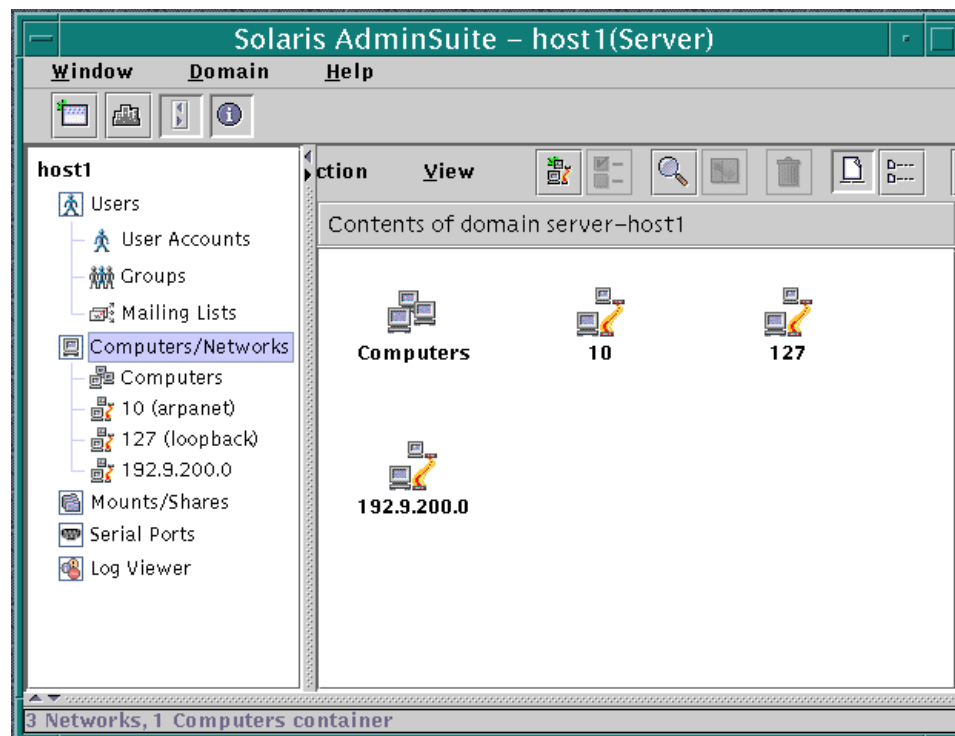 Solaris AdminSuite – host1(Server)
Window Domain Help
host1
Users
User Accounts
Groups
Mailing Lists
Computers/Networks
Computers
10 (arpanet)
127 (loopback)
192.9.200.0
Mounts/Shares
Serial Ports
Log Viewer
ction View
Contents of domain server–host1
Computers 10 127
192.9.200.0
3 Networks, 1 Computers container